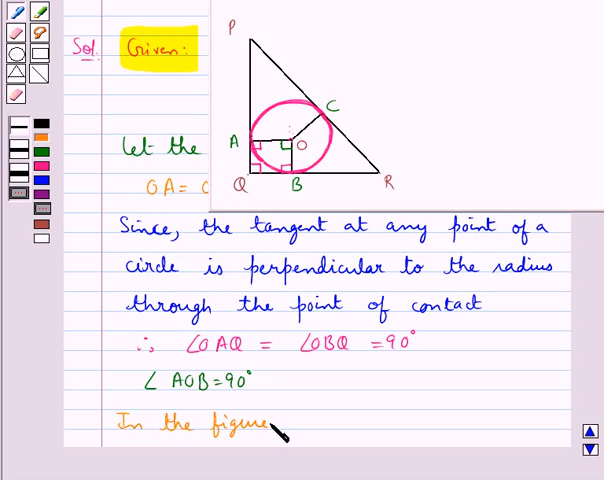 Sol. Given:
P
C
A
O
Q
B
R
Let the
OA =
Since, the tangent at any point of a
circle is perpendicular to the radius
through the point of contact
∴ ∠OAQ = ∠OBQ = 90°
∠ AOB = 90°
In the figure